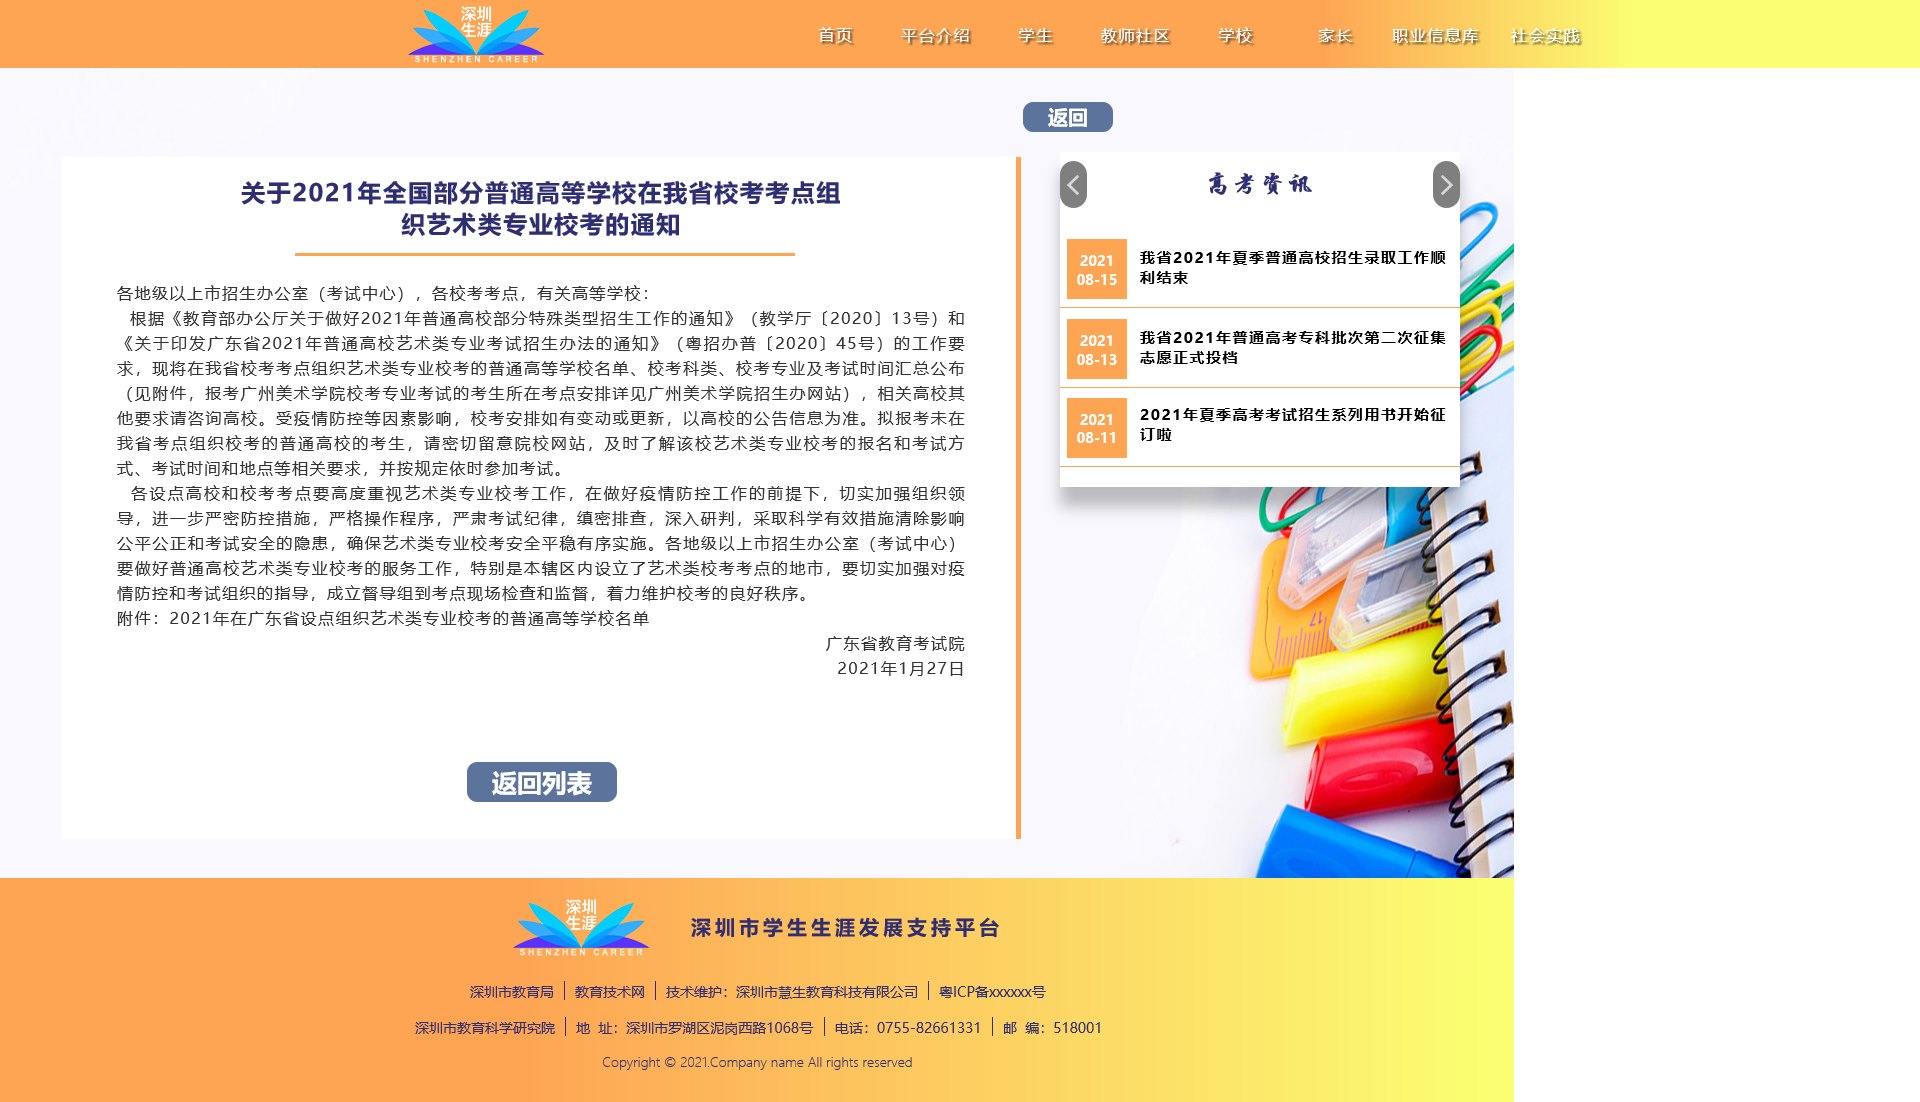 深圳
生涯
SHENZHEN CAREER
首页 平台介绍 学生 教师社区 学校 家长 职业信息库 社会实践
返回
关于2021年全国部分普通高等学校在我省校考考点组
织艺术类专业校考的通知
各地级以上市招生办公室（考试中心），各校考考点，有关高等学校：
根据《教育部办公厅关于做好2021年普通高校部分特殊类型招生工作的通知》（教学厅〔2020〕13号）和
《关于印发广东省2021年普通高校艺术类专业考试招生办法的通知》（粤招办普〔2020〕45号）的工作要
求，现将在我省校考考点组织艺术类专业校考的普通高等学校名单、校考科类、校考专业及考试时间汇总公布
（见附件，报考广州美术学院校考专业考试的考生所在考点安排详见广州美术学院招生办网站），相关高校其
他要求请咨询高校。受疫情防控等因素影响，校考安排如有变动或更新，以高校的公告信息为准。拟报考未在
我省考点组织校考的普通高校的考生，请密切留意院校网站，及时了解该校艺术类专业校考的报名和考试方
式、考试时间和地点等相关要求，并按规定依时参加考试。
各设点高校和校考考点要高度重视艺术类专业校考工作，在做好疫情防控工作的前提下，切实加强组织领
导，进一步严密防控措施，严格操作程序，严肃考试纪律，缜密排查，深入研判，采取科学有效措施清除影响
公平公正和考试安全的隐患，确保艺术类专业校考安全平稳有序实施。各地级以上市招生办公室（考试中心）
要做好普通高校艺术类专业校考的服务工作，特别是本辖区内设立了艺术类校考考点的地市，要切实加强对疫
情防控和考试组织的指导，成立督导组到考点现场检查和监督，着力维护校考的良好秩序。
附件：2021年在广东省设点组织艺术类专业校考的普通高等学校名单
广东省教育考试院
2021年1月27日
返回列表
高考资讯
2021
08-15
我省2021年夏季普通高校招生录取工作顺
利结束
2021
08-13
我省2021年普通高考专科批次第二次征集
志愿正式投档
2021
08-11
2021年夏季高考考试招生系列用书开始征
订啦
深圳
生涯
SHENZHEN CAREER
深圳市学生生涯发展支持平台
深圳市教育局 教育技术网 技术维护：深圳市慧生教育科技有限公司 粤ICP备xxxxxx号
深圳市教育科学研究院 地 址：深圳市罗湖区泥岗西路1068号 电话：0755-82661331 邮 编：518001
Copyright © 2021.Company name All rights reserved